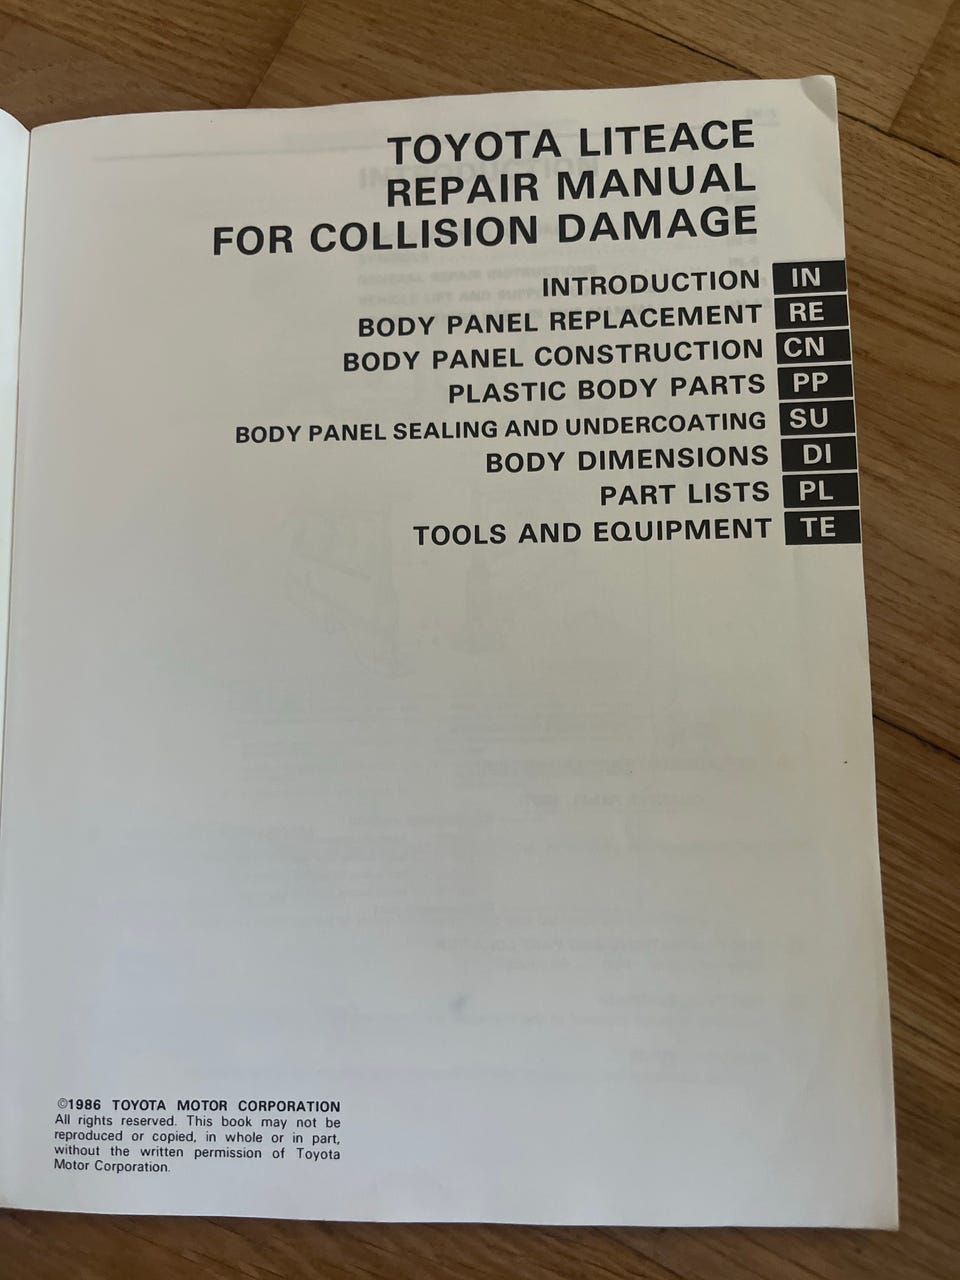 TOYOTA LITEACE
REPAIR MANUAL
FOR COLLISION DAMAGE
INTRODUCTION IN
BODY PANEL REPLACEMENT RE
BODY PANEL CONSTRUCTION CN
PLASTIC BODY PARTS PP
BODY PANEL SEALING AND UNDERCOATING SU
BODY DIMENSIONS DI
PART LISTS PL
TOOLS AND EQUIPMENT TE
©1986 TOYOTA MOTOR CORPORATION
All rights reserved. This book may not be
reproduced or copied, in whole or in part,
without the written permission of Toyota
Motor Corporation.